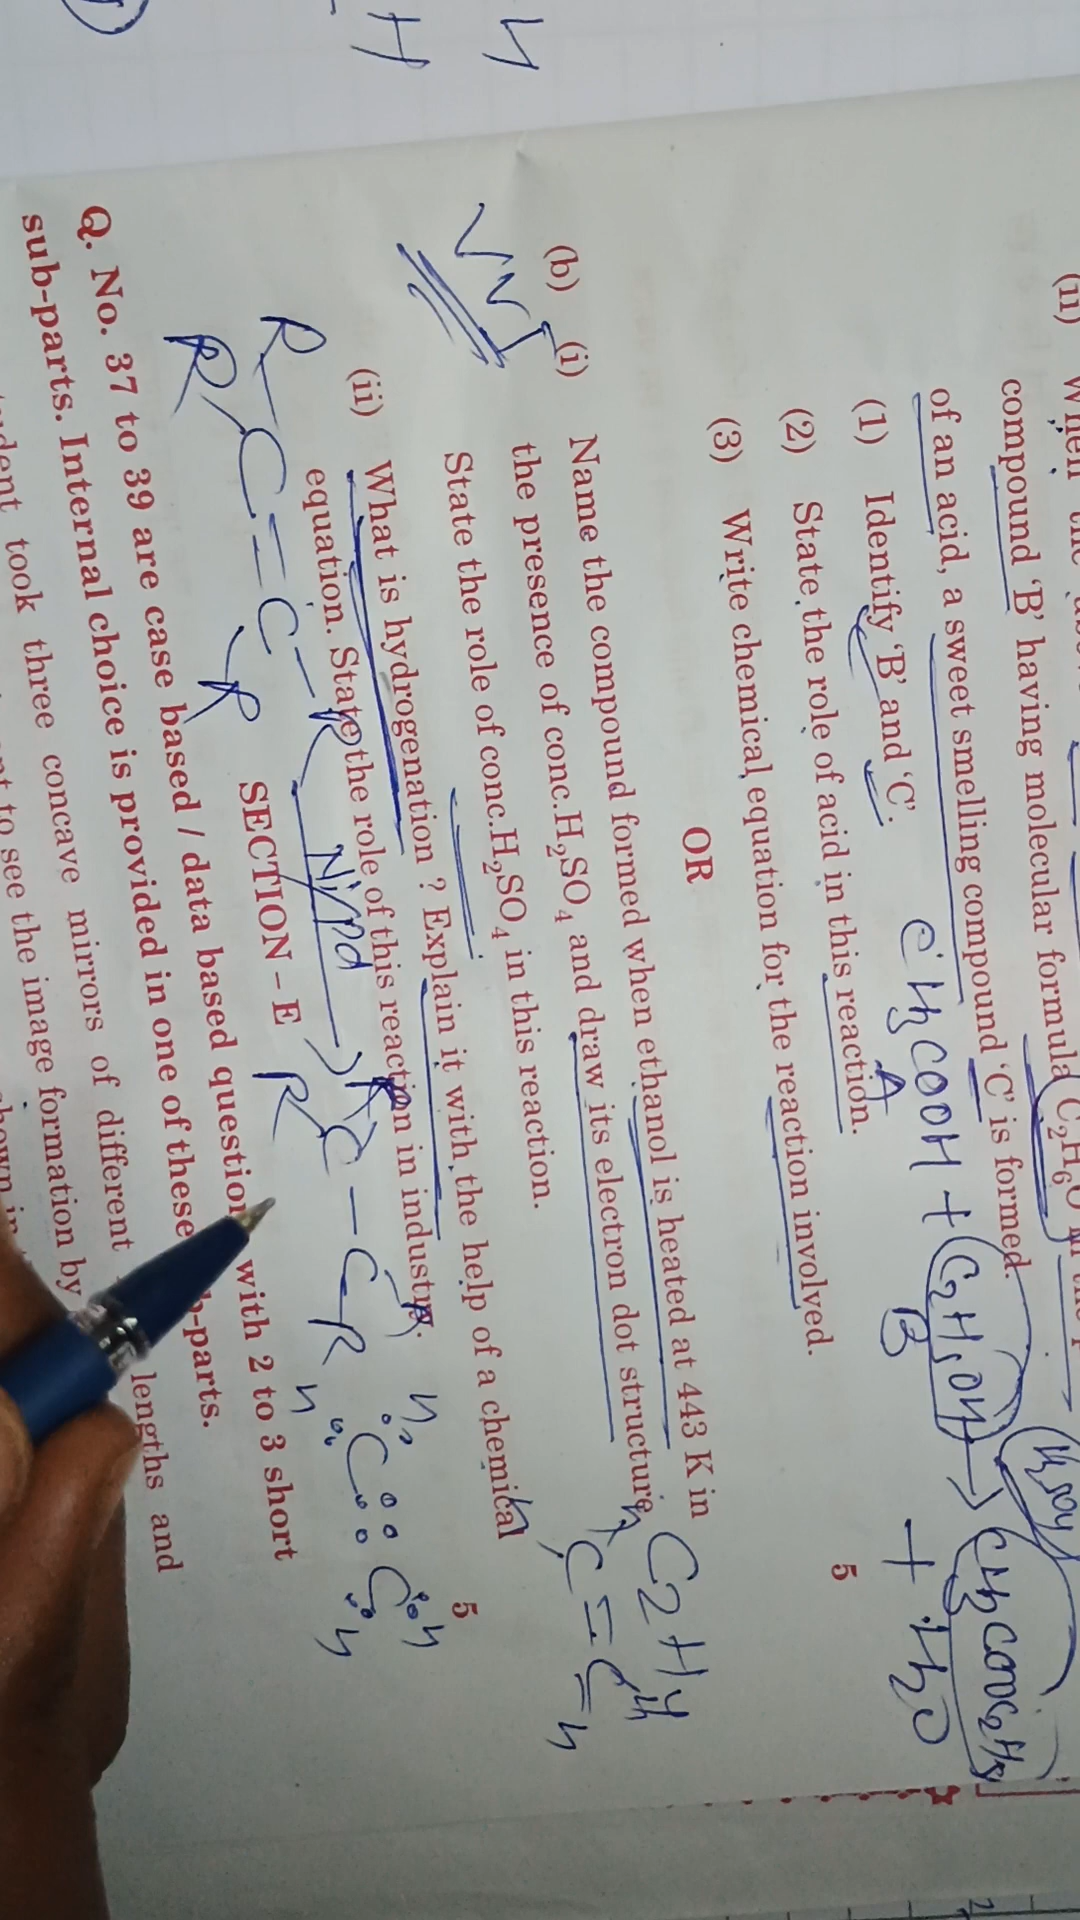 4
H
compound 'B' having molecular formula C₂H₆O in the
of an acid, a sweet smelling compound 'C' is formed.
(1) Identify 'B' and 'C'.
(2) State the role of acid in this reaction.
(3) Write chemical equation for the reaction involved.
5
CH3COOH + C2H5OH → CH3COOC2H5
A
B
+ H2O
OR
(b) (i) Name the compound formed when ethanol is heated at 443 K in
the presence of conc.H₂SO₄ and draw its electron dot structure.
State the role of conc.H₂SO₄ in this reaction.
C2H4
(ii) What is hydrogenation ? Explain it with the help of a chemical
equation. State the role of this reaction in industry.
5
R
R C=C-R
R
Ni/Pd
R C-C R
SECTION – E
Q. No. 37 to 39 are case based / data based question with 2 to 3 short
sub-parts. Internal choice is provided in one of these
took three concave mirrors of different lengths and
to see the image formation by